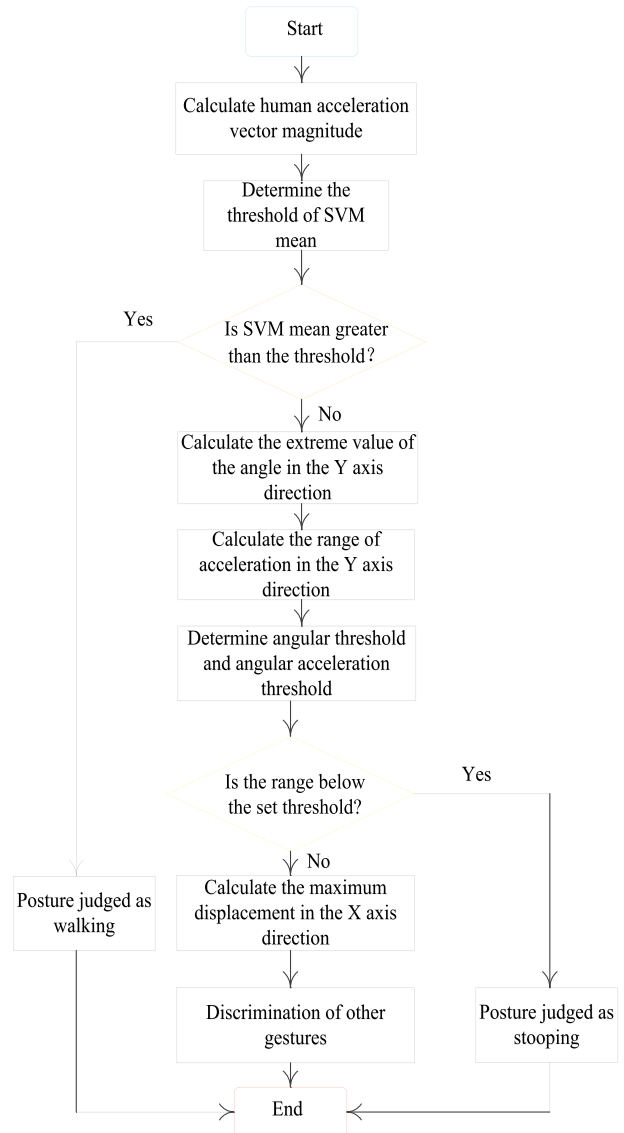 Start
Calculate human acceleration
vector magnitude
Determine the
threshold of SVM
mean
Yes
Is SVM mean greater
than the threshold?
No
Calculate the extreme value of
the angle in the Y axis
direction
Calculate the range of
acceleration in the Y axis
direction
Determine angular threshold
and angular acceleration
threshold
Is the range below
the set threshold?
Yes
No
Posture judged as
walking
Calculate the maximum
displacement in the X axis
direction
Discrimination of other
gestures
Posture judged as
stooping
End